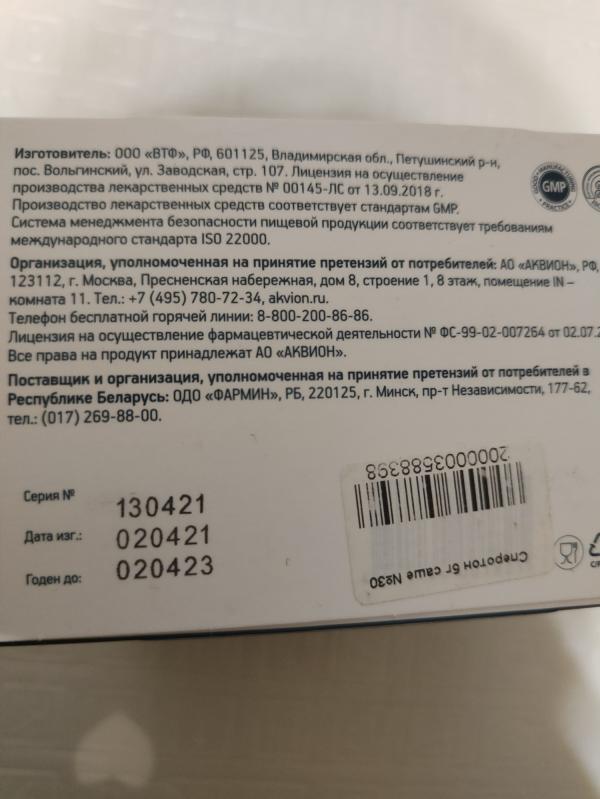 Изготовитель: ООО «ВТФ», РФ, 601125, Владимирская обл., Петушинский р-н,
пос. Вольгинский, ул. Заводская, стр. 107. Лицензия на осуществление
производства лекарственных средств № 00145-ЛС от 13.09.2018 г.
Производство лекарственных средств соответствует стандартам GMP.
Система менеджмента безопасности пищевой продукции соответствует требованиям
международного стандарта ISO 22000.
GOOD MANUFACTURING
GMP
PRACTICE
Организация, уполномоченная на принятие претензий от потребителей: АО «АКВИОН», РФ,
123112, г. Москва, Пресненская набережная, дом 8, строение 1, 8 этаж, помещение IN –
комната 11. Тел.: +7 (495) 780-72-34, akvion.ru.
Телефон бесплатной горячей линии: 8-800-200-86-86.
Лицензия на осуществление фармацевтической деятельности № ФС-99-02-007264 от 02.07.2
Все права на продукт принадлежат АО «АКВИОН».
Поставщик и организация, уполномоченная на принятие претензий от потребителей в
Республике Беларусь: ОДО «ФАРМИН», РБ, 220125, г. Минск, пр-т Независимости, 177-62,
тел.: (017) 269-88-00.
Серия № 130421
Дата изг.: 020421
Годен до: 020423
Сперотон 5г саше №30
2000003588398